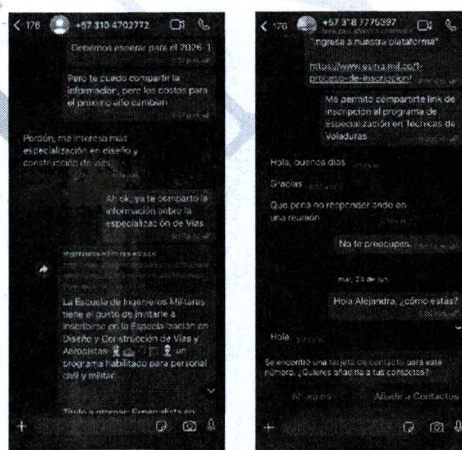 < 176
+57 310 4702772
Debemos esperar para el 2026-1
Pero te puedo compartir la
información, pero los costos para
el próximo año cambian
Perdón, me interesa más
especialización en diseño y
construcción de vías
Ah ok, ya te comparto la
información sobre la
especialización de Vías
La Escuela de Ingenieros Militares
tiene el gusto de invitarte a
inscribirse en la Especialización en
Diseño y Construcción de Vías y
Aeropistas
un
programa habilitado para personal
civil y militar.
Título a otorgar: Especialista en
< 176
+57 318 7775397
"Ingresa a nuestra plataforma"
https://www.esing.mil.co/1-
proceso-de-inscripcion/
Me permito compartirte link de
inscripción al programa de
Especialización en Técnicas de
Voladuras
Hola, buenos días
Gracias
Que pena no responder ando en
una reunión
No te preocupes.
Hola Alejandra, ¿cómo estás?
Hola
Se encontró una tarjeta de contacto para este
número. ¿Quieres añadirla a tus contactos?
Ahora no
Añadir a Contactos